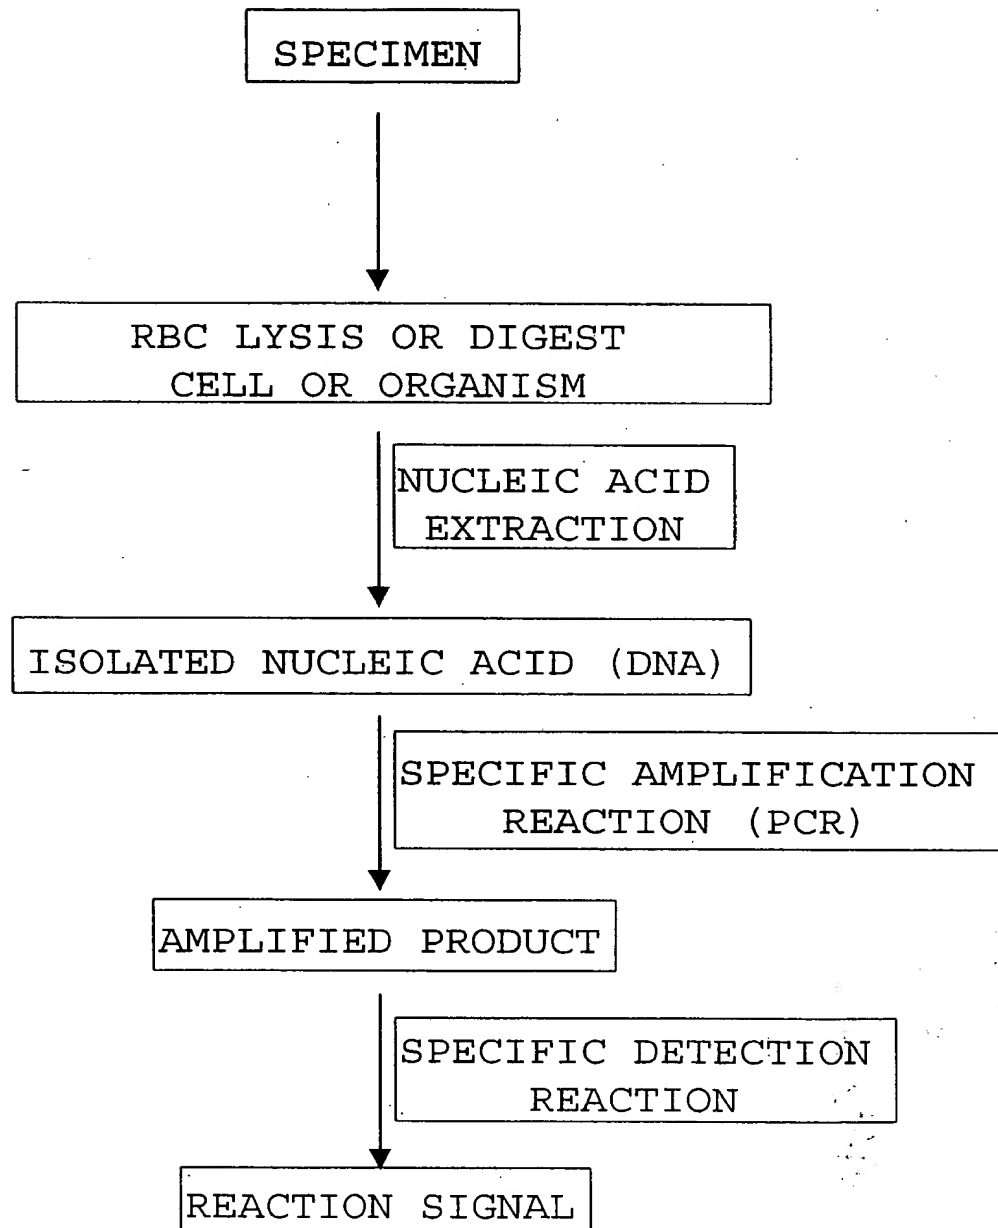 SPECIMEN
RBC LYSIS OR DIGEST
CELL OR ORGANISM
NUCLEIC ACID
EXTRACTION
ISOLATED NUCLEIC ACID (DNA)
SPECIFIC AMPLIFICATION
REACTION (PCR)
AMPLIFIED PRODUCT
SPECIFIC DETECTION
REACTION
REACTION SIGNAL